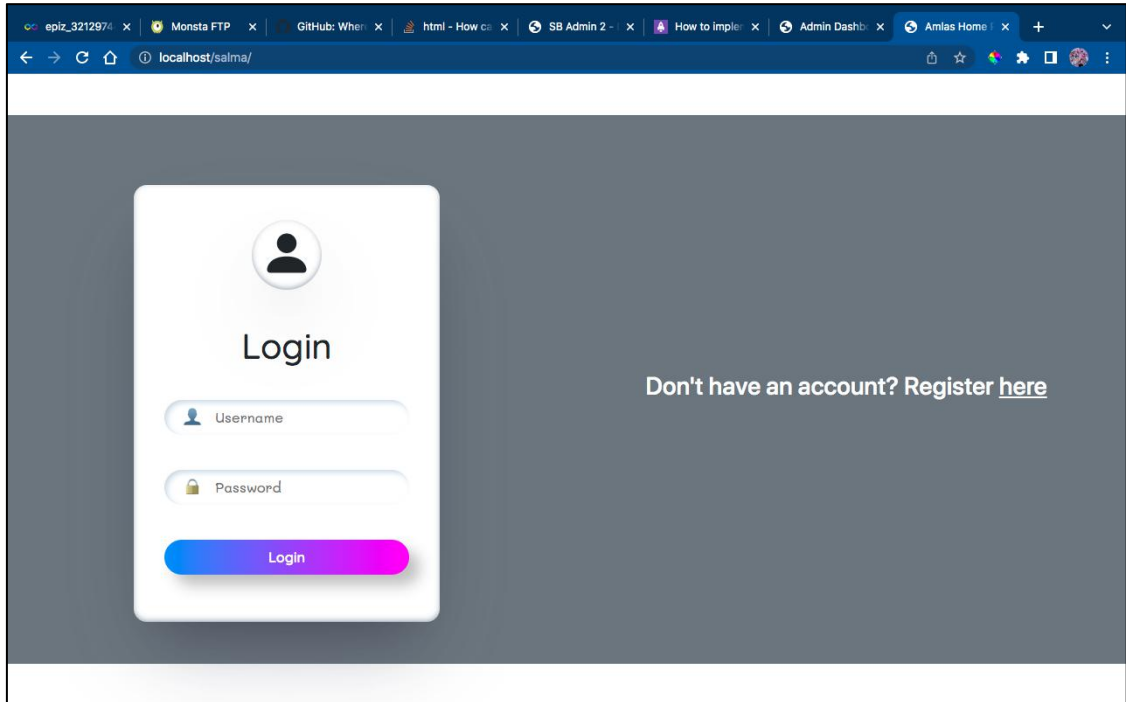 epiz_3212974
Monsta FTP
GitHub: Wher
html - How ca
SB Admin 2 -
How to implem
Admin Dashb
Amlas Home
localhost/salma/
Login
Username
Password
Login
Don't have an account? Register here